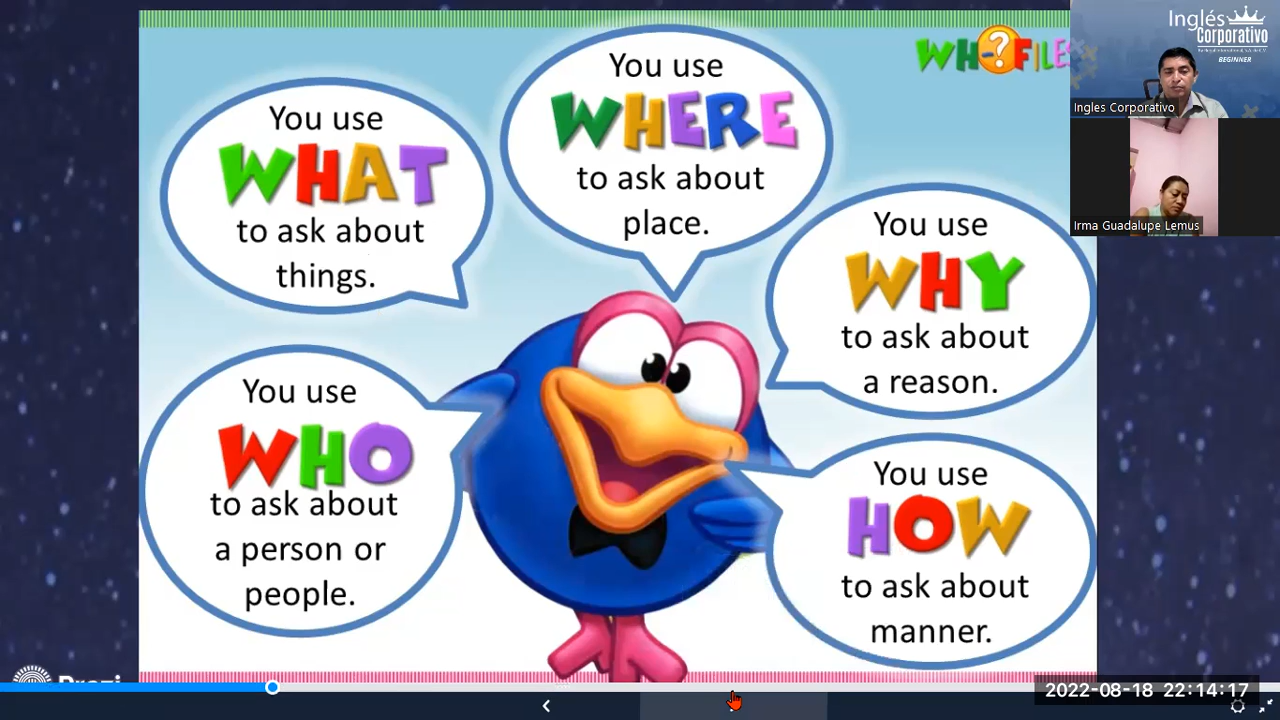 You use
WHAT
to ask about
things.
You use
WHERE
to ask about
place.
WH-?FILES
You use
WHY
to ask about
a reason.
You use
WHO
to ask about
a person or
people.
You use
HOW
to ask about
manner.
Inglés
Corporativo
BEGINNER
Ingles Corporativo
Irma Guadalupe Lemus
Prezi
2022-08-18 22:14:17